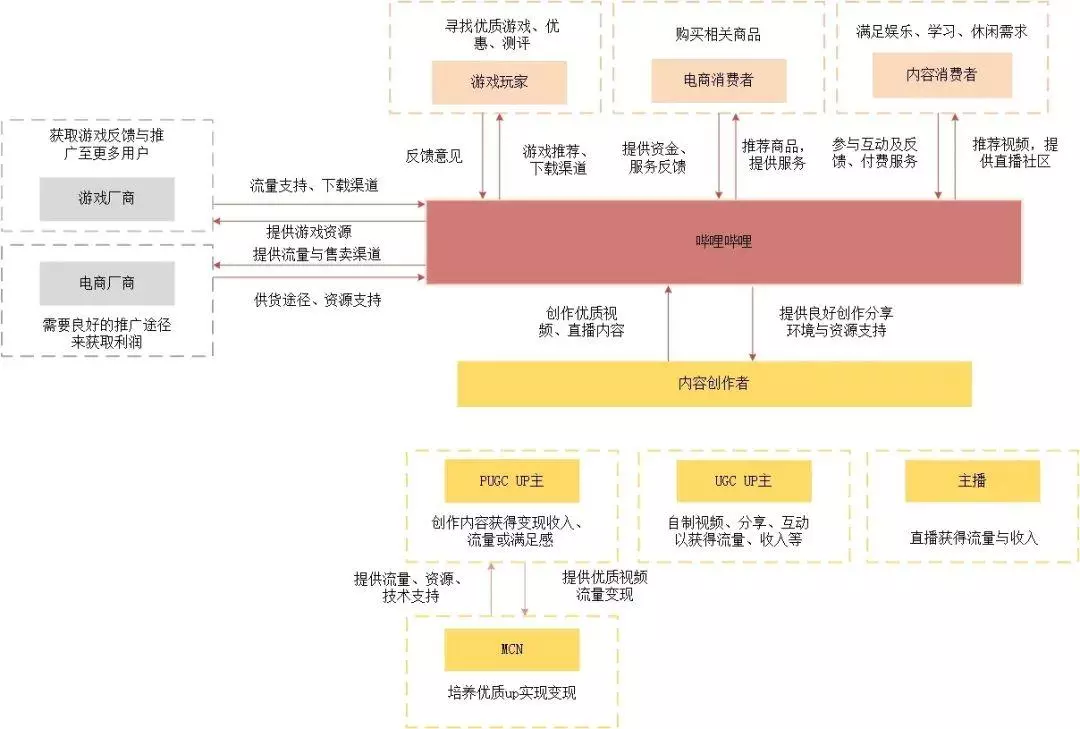 寻找优质游戏、优
惠、测评
游戏玩家
购买相关商品
电商消费者
满足娱乐、学习、休闲需求
内容消费者
获取游戏反馈与推
广至更多用户
游戏厂商
反馈意见
游戏推荐、
下载渠道
提供资金、
服务反馈
推荐商品，
提供服务
参与互动及反
馈、付费服务
推荐视频，提
供直播社区
流量支持、下载渠道
提供游戏资源
提供流量与售卖渠道
供货途径、资源支持
电商厂商
需要良好的推广途径
来获取利润
哔哩哔哩
创作优质视
频、直播内容
提供良好创作分享
环境与资源支持
内容创作者
PUGC UP主
创作内容获得变现收入、
流量或满足感
UGC UP主
自制视频、分享、互动
以获得流量、收入等
主播
直播获得流量与收入
提供流量、资源、
技术支持
提供优质视频
流量变现
MCN
培养优质up实现变现